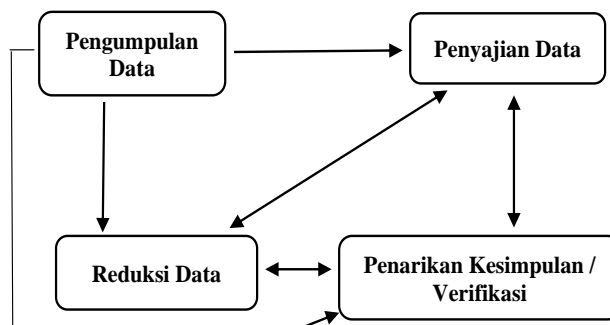 Pengumpulan
Data
Penyajian Data
Reduksi Data
Penarikan Kesimpulan /
Verifikasi